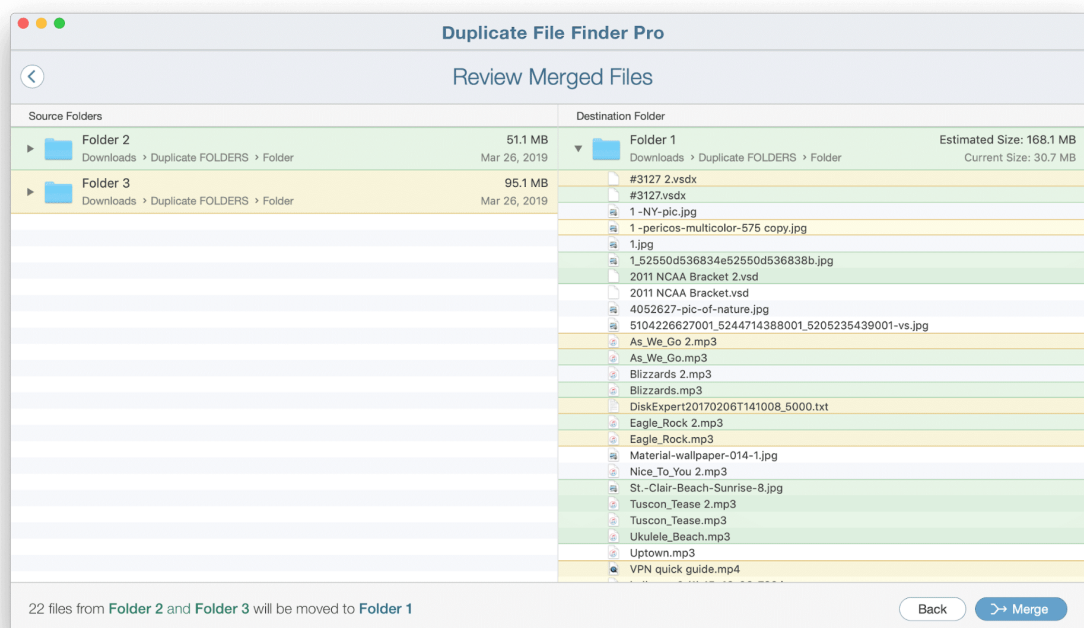 Duplicate File Finder Pro
Review Merged Files
Source Folders
Folder 2 51.1 MB
Downloads › Duplicate FOLDERS › Folder Mar 26, 2019
Folder 3 95.1 MB
Downloads › Duplicate FOLDERS › Folder Mar 26, 2019
Destination Folder
Folder 1 Estimated Size: 168.1 MB
Downloads › Duplicate FOLDERS › Folder Current Size: 30.7 MB
#3127 2.vsdx
#3127.vsdx
1 -NY-pic.jpg
1 -pericos-multicolor-575 copy.jpg
1.jpg
1_52550d536834e52550d536838b.jpg
2011 NCAA Bracket 2.vsd
2011 NCAA Bracket.vsd
4052627-pic-of-nature.jpg
5104226627001_5244714388001_5205235439001-vs.jpg
As_We_Go 2.mp3
As_We_Go.mp3
Blizzards 2.mp3
Blizzards.mp3
DiskExpert20170206T141008_5000.txt
Eagle_Rock 2.mp3
Eagle_Rock.mp3
Material-wallpaper-014-1.jpg
Nice_To_You 2.mp3
St.-Clair-Beach-Sunrise-8.jpg
Tuscon_Tease 2.mp3
Tuscon_Tease.mp3
Ukulele_Beach.mp3
Uptown.mp3
VPN quick guide.mp4
22 files from Folder 2 and Folder 3 will be moved to Folder 1
Back
Merge